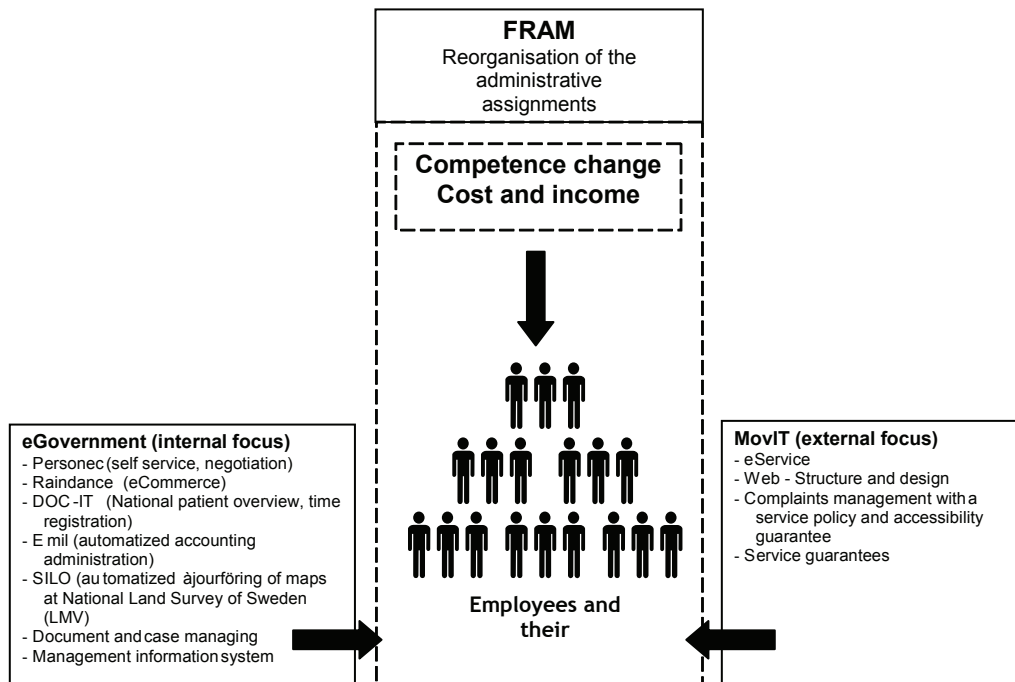 FRAM
Reorganisation of the
administrative
assignments
Competence change
Cost and income
eGovernment (internal focus)
- Personec (self service, negotiation)
- Raindance (eCommerce)
- DOC-IT (National patient overview, time
registration)
- Emil (automatized accounting
administration)
- SILO (automatized àjourföring of maps
at National Land Survey of Sweden
(LMV)
- Document and case managing
- Management information system
Employees and
their
MovIT (external focus)
- eService
- Web - Structure and design
- Complaints management with a
service policy and accessibility
guarantee
- Service guarantees